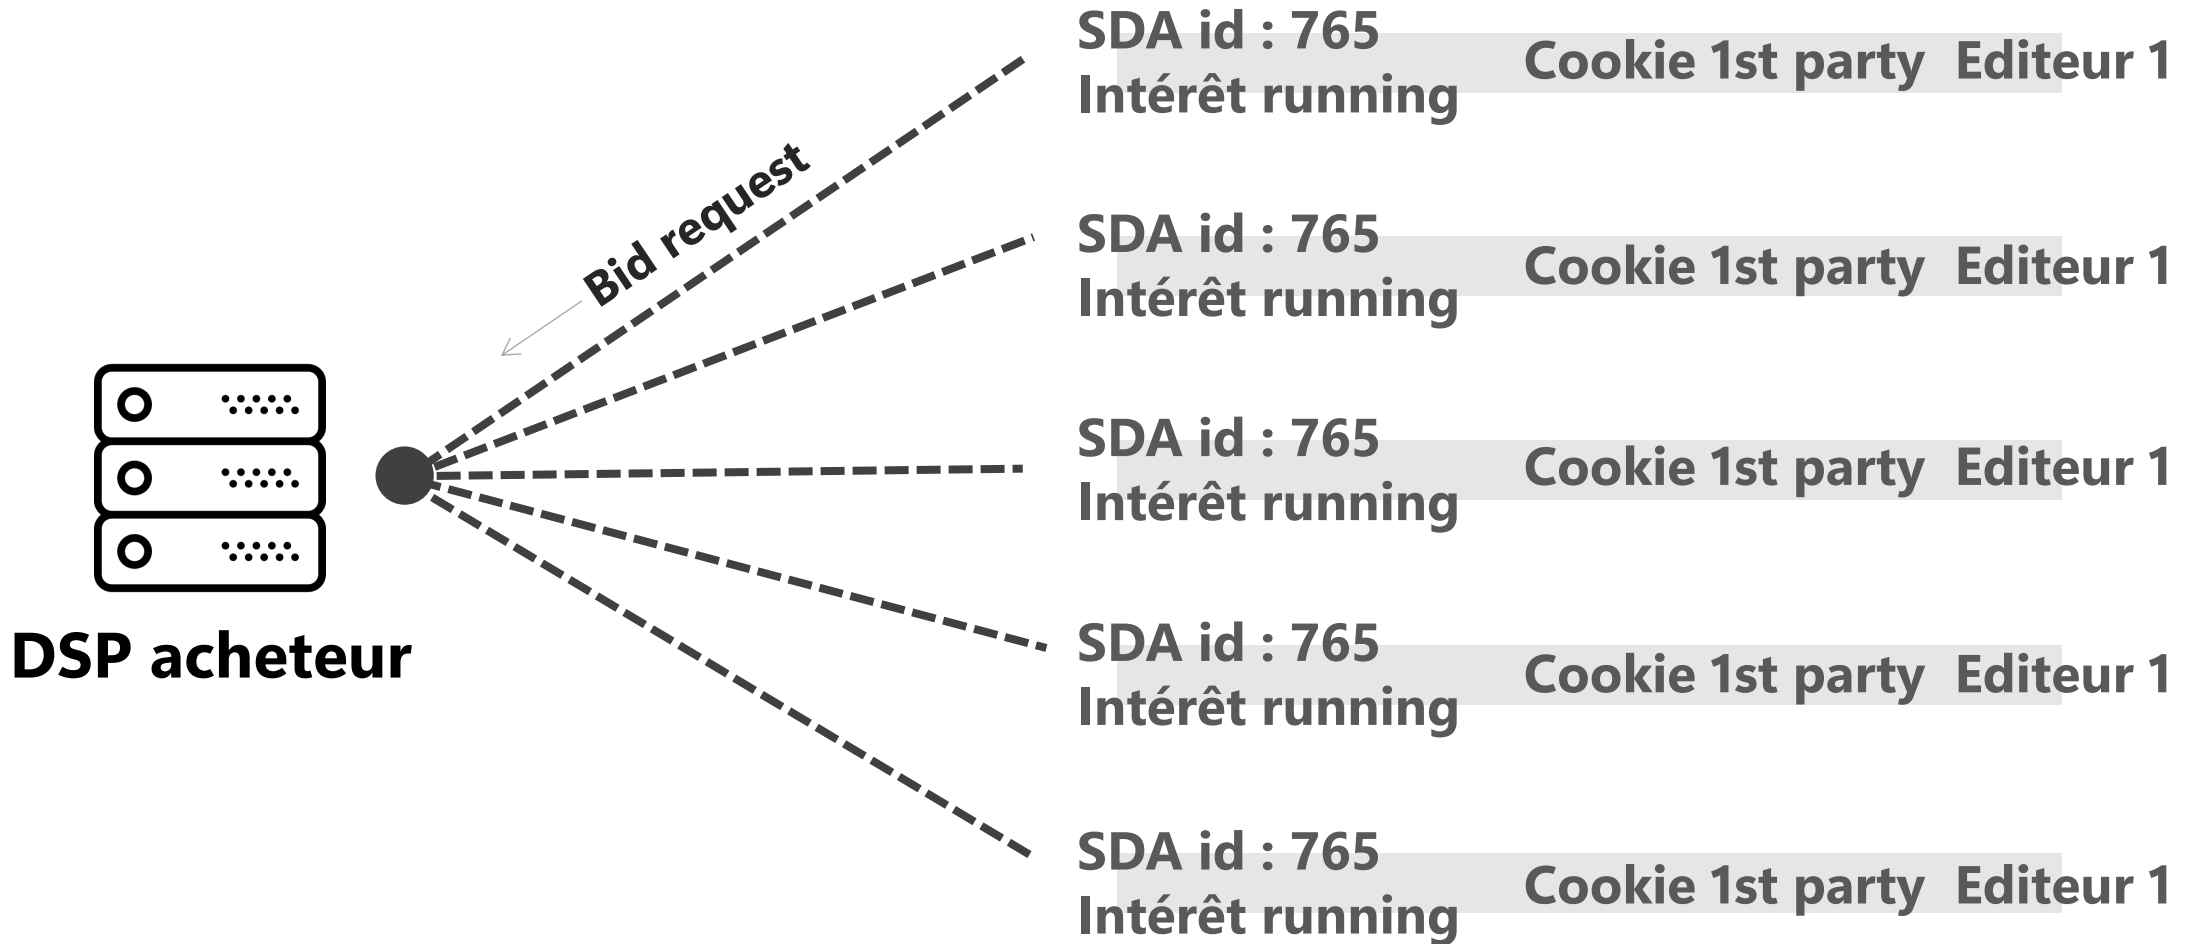 SDA id : 765
Intérêt running
Cookie 1st party Editeur 1
Bid request
SDA id : 765
Intérêt running
Cookie 1st party Editeur 1
SDA id : 765
Intérêt running
Cookie 1st party Editeur 1
DSP acheteur
SDA id : 765
Intérêt running
Cookie 1st party Editeur 1
SDA id : 765
Intérêt running
Cookie 1st party Editeur 1